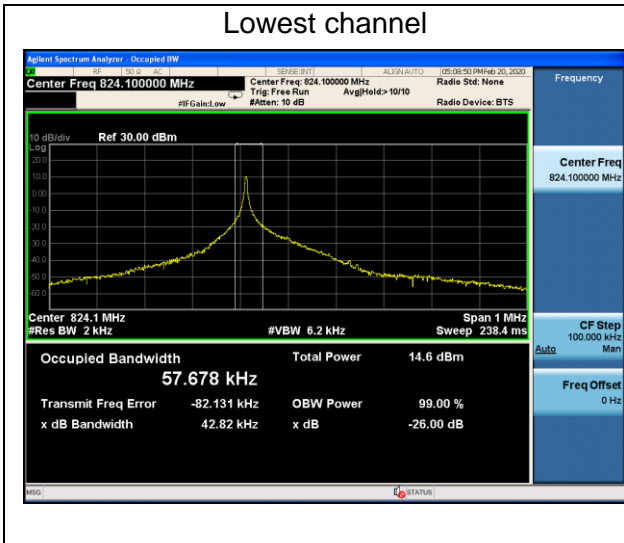 Lowest channel
Agilent Spectrum Analyzer - Occupied BW
RF 50 Ω AC SENSE:INT ALIGN AUTO 05:08:50 PM Feb 20, 2020
Center Freq 824.100000 MHz
Center Freq: 824.100000 MHz Radio Std: None
Trig: Free Run Avg|Hold:>10/10
#IFGain:Low #Atten: 10 dB Radio Device: BTS
Frequency
10 dB/div Ref 30.00 dBm
Log
20.0
10.0
0.00
-10.0
-20.0
-30.0
-40.0
-50.0
-60.0
Center Freq
824.100000 MHz
Center 824.1 MHz Span 1 MHz
#Res BW 2 kHz #VBW 6.2 kHz Sweep 238.4 ms
CF Step
100.000 kHz
Auto Man
Occupied Bandwidth Total Power 14.6 dBm
57.678 kHz
Freq Offset
0 Hz
Transmit Freq Error -82.131 kHz OBW Power 99.00 %
x dB Bandwidth 42.82 kHz x dB -26.00 dB
MSG STATUS